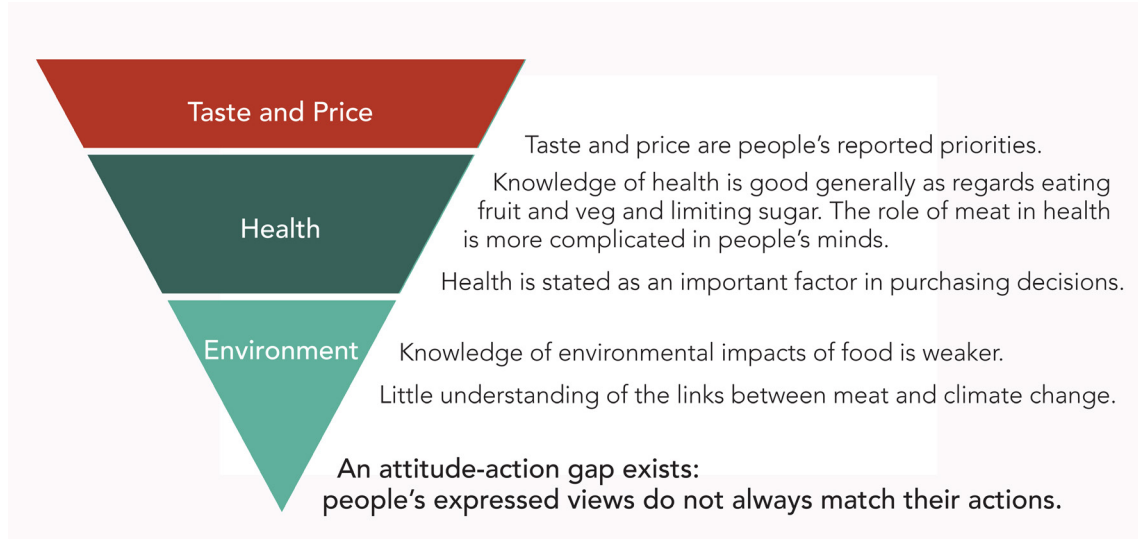 Taste and Price
Taste and price are people's reported priorities.
Health
Knowledge of health is good generally as regards eating
fruit and veg and limiting sugar. The role of meat in health
is more complicated in people's minds.
Health is stated as an important factor in purchasing decisions.
Environment
Knowledge of environmental impacts of food is weaker.
Little understanding of the links between meat and climate change.
An attitude-action gap exists:
people's expressed views do not always match their actions.